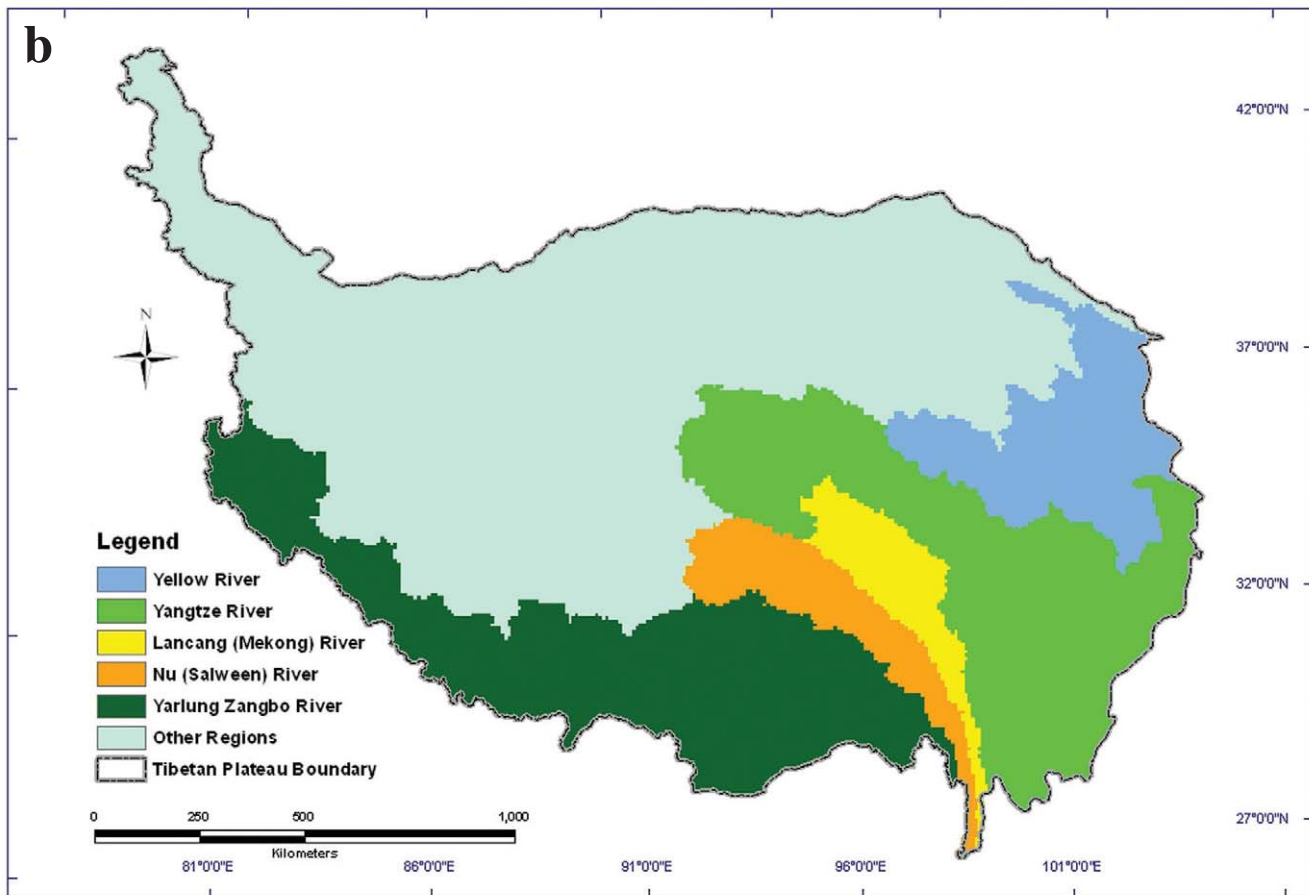 b
42°0'0"N
37°0'0"N
32°0'0"N
27°0'0"N
N
Legend
Yellow River
Yangtze River
Lancang (Mekong) River
Nu (Salween) River
Yarlung Zangbo River
Other Regions
Tibetan Plateau Boundary
0 250 500 1,000
Kilometers
81°0'0"E 86°0'0"E 91°0'0"E 96°0'0"E 101°0'0"E